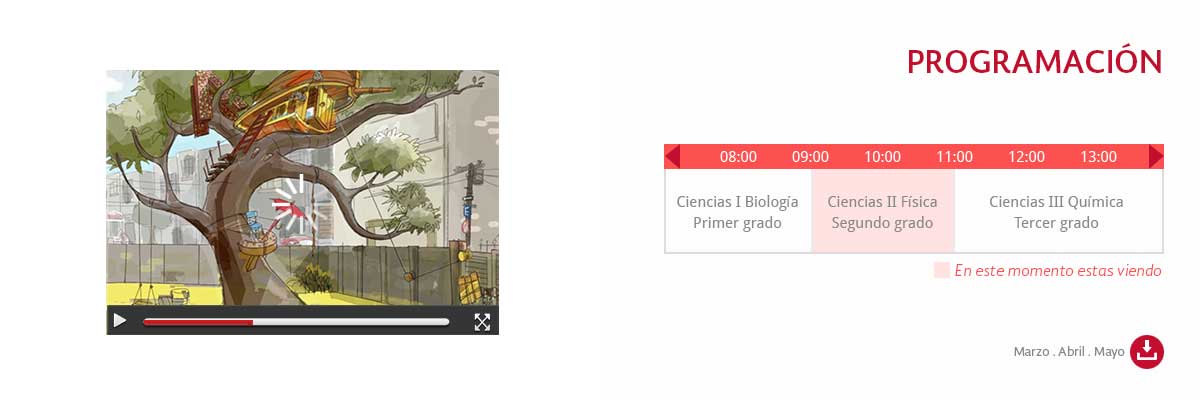 PROGRAMACIÓN
08:00 09:00 10:00 11:00 12:00 13:00
Ciencias I Biología
Primer grado
Ciencias II Física
Segundo grado
Ciencias III Química
Tercer grado
En este momento estas viendo
Marzo . Abril . Mayo